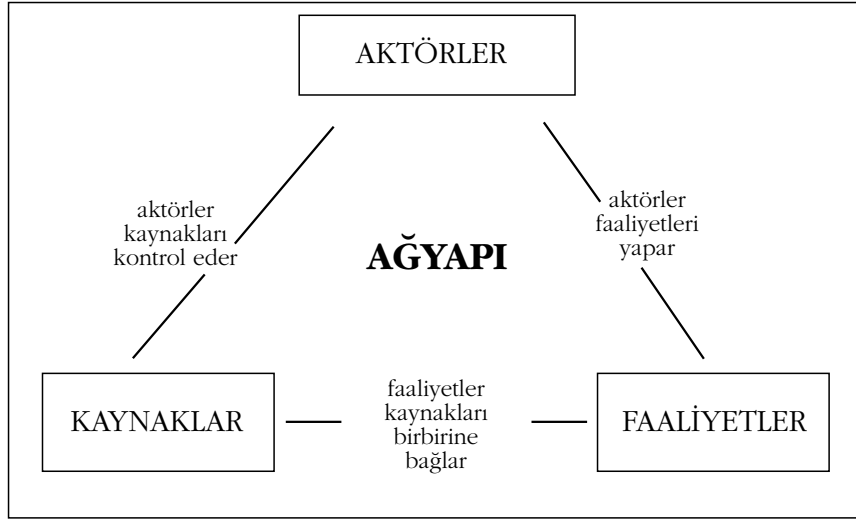 AKTÖRLER
aktörler
kaynakları
kontrol eder
aktörler
faaliyetleri
yapar
AĞYAPI
KAYNAKLAR
faaliyetler
kaynakları
birbirine
bağlar
FAALİYETLER